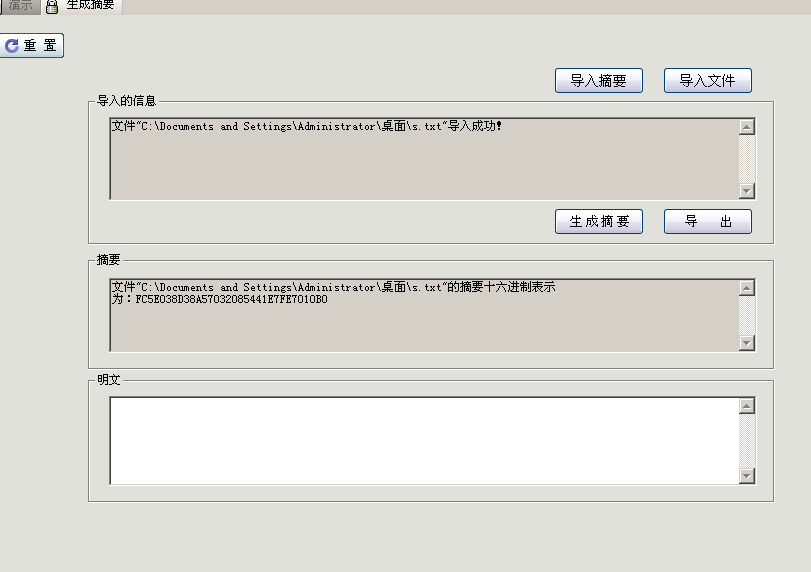 演示 生成摘要
重 置
导入摘要 导入文件
导入的信息
文件"C:\Documents and Settings\Administrator\桌面\s.txt"导入成功!
生成摘要 导 出
摘要
文件"C:\Documents and Settings\Administrator\桌面\s.txt"的摘要十六进制表示
为：FC5E038D38A57032085441E7FE7010B0
明文